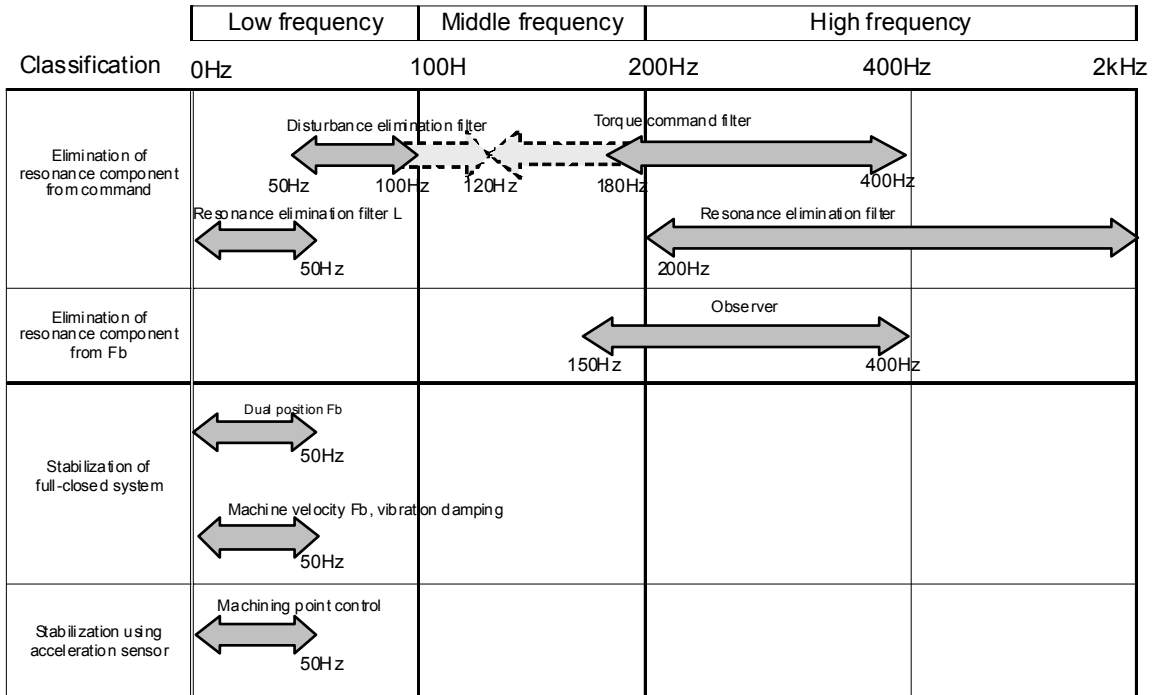 Low frequency Middle frequency High frequency
Classification 0Hz 100H 200Hz 400Hz 2kHz
Elimination of
resonance component
from command
Disturbance elimination filter Torque command filter
50Hz 100Hz 120Hz 180Hz 400Hz
Resonance elimination filter L Resonance elimination filter
50Hz 200Hz
Elimination of
resonance component
from Fb
Observer
150Hz 400Hz
Stabilization of
full-closed system
Dual position Fb
50Hz
Machine velocity Fb, vibration damping
50Hz
Stabilization using
acceleration sensor
Machining point control
50Hz